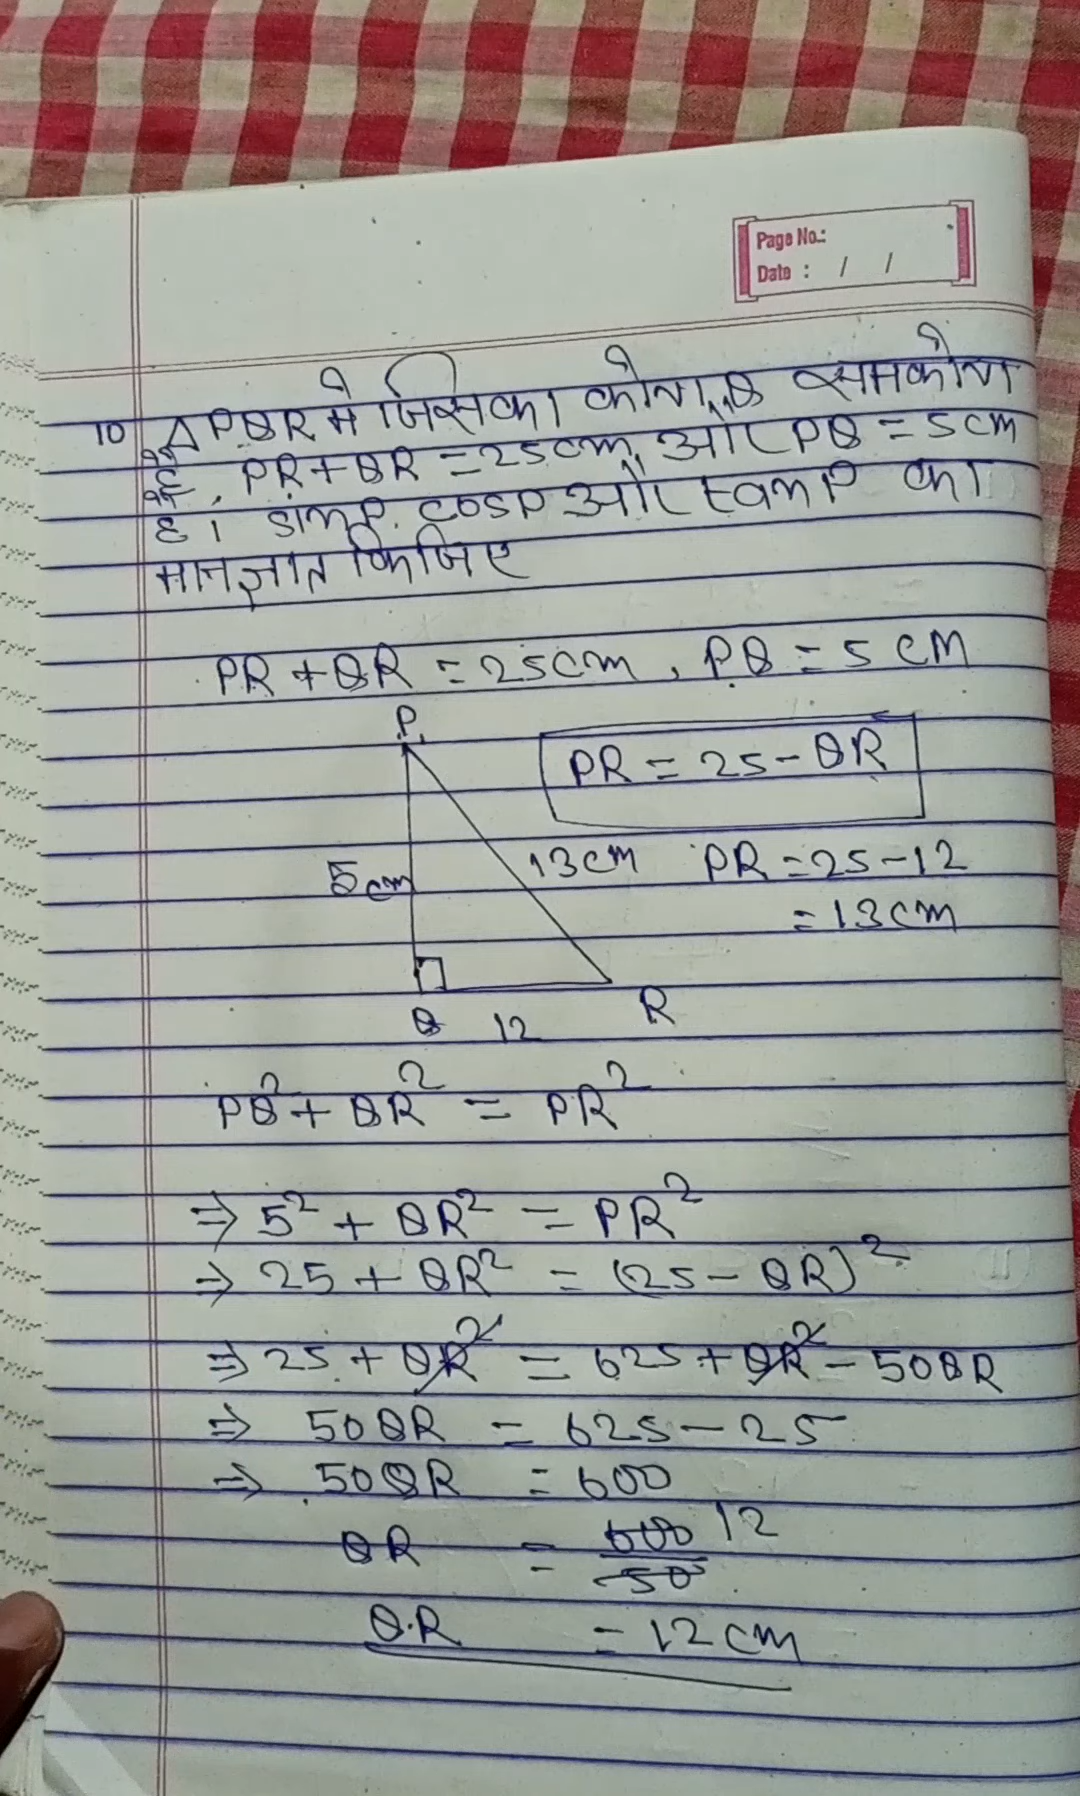 Page No.:
Date : / /
10 ΔPQR में जिसका कोण Q समकोण
है, PR+QR = 25cm, और PQ = 5cm
है। sinp, cosp और tanp का
मान ज्ञात किजिए
PR + QR = 25cm, PQ = 5 cm
P
PR = 25 - QR
5cm 13cm PR = 25 - 12
= 13cm
Q 12 R
PQ² + QR² = PR²
⇒ 5² + QR² = PR²
⇒ 25 + QR² = (25 - QR)²
⇒ 25 + QR² = 625 + QR² - 50QR
⇒ 50QR = 625 - 25
⇒ 50QR = 600
QR = 600/50 12
QR = 12 cm